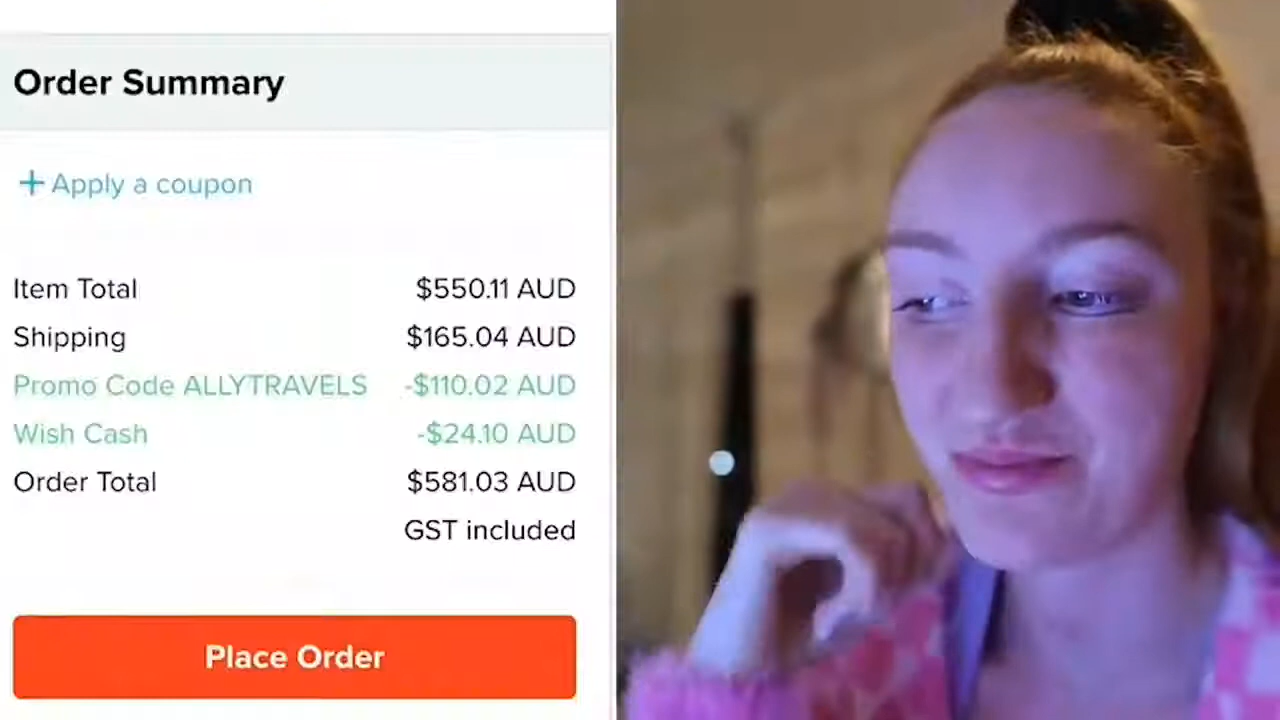 Order Summary
+ Apply a coupon
Item Total $550.11 AUD
Shipping $165.04 AUD
Promo Code ALLYTRAVELS -$110.02 AUD
Wish Cash -$24.10 AUD
Order Total $581.03 AUD
GST included
Place Order